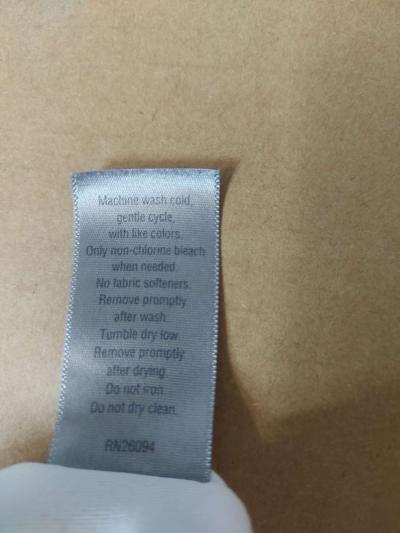 Machine wash cold,
gentle cycle,
with like colors.
Only non-chlorine bleach
when needed.
No fabric softeners.
Remove promptly
after wash.
Tumble dry low.
Remove promptly
after drying.
Do not iron.
Do not dry clean.
RN26094